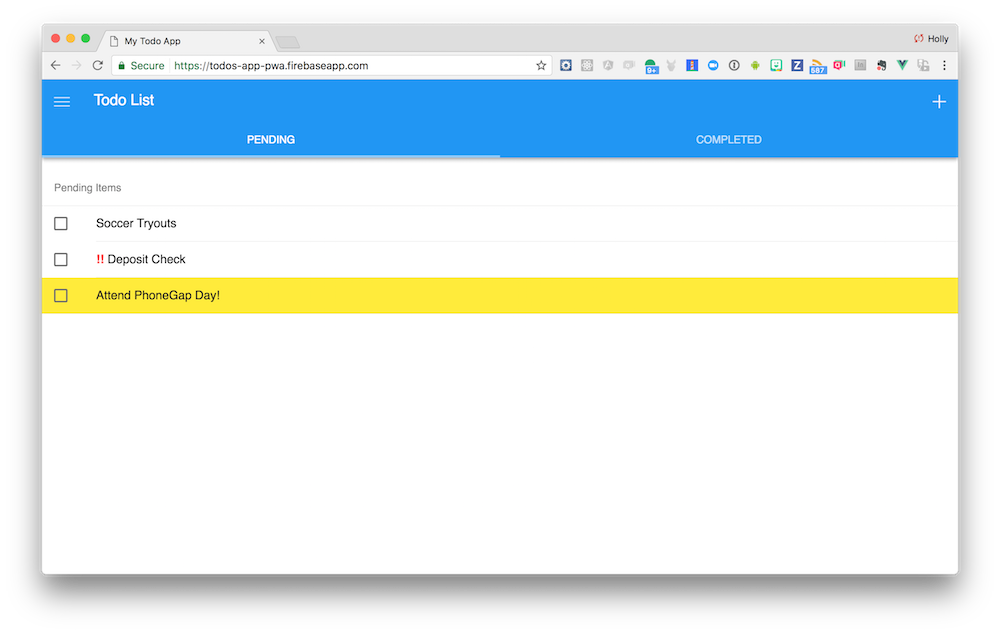 My Todo App
Holly
Secure
https://todos-app-pwa.firebaseapp.com
9+
Z
587
Todo List
PENDING
COMPLETED
Pending Items
Soccer Tryouts
!! Deposit Check
Attend PhoneGap Day!